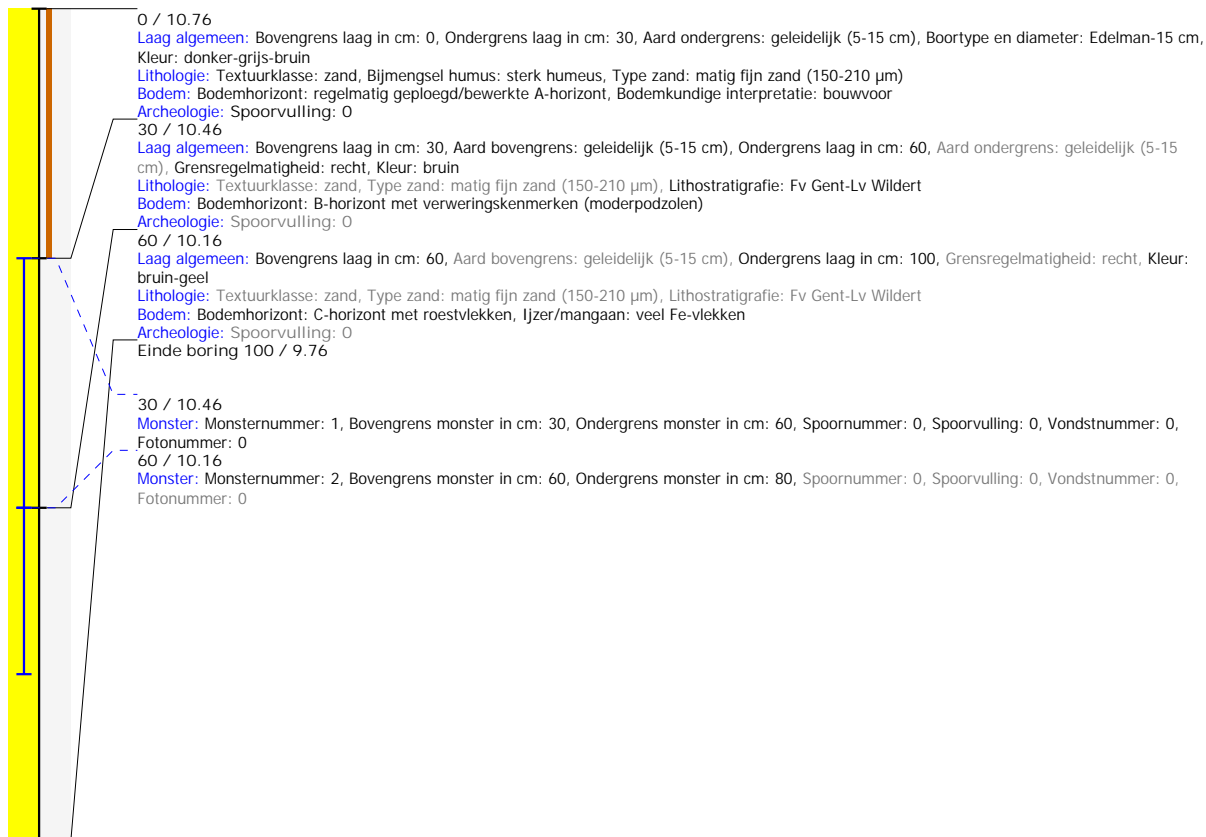 0 / 10.76
Laag algemeen: Bovengrens laag in cm: 0, Ondergrens laag in cm: 30, Aard ondergrens: geleidelijk (5-15 cm), Boortype en diameter: Edelman-15 cm,
Kleur: donker-grijs-bruin
Lithologie: Textuurklasse: zand, Bijmengsel humus: sterk humeus, Type zand: matig fijn zand (150-210 µm)
Bodem: Bodemhorizont: regelmatig geploegd/bewerkte A-horizont, Bodemkundige interpretatie: bouwvoor
Archeologie: Spoorvulling: 0
30 / 10.46
Laag algemeen: Bovengrens laag in cm: 30, Aard bovengrens: geleidelijk (5-15 cm), Ondergrens laag in cm: 60, Aard ondergrens: geleidelijk (5-15
cm), Grensregelmatigheid: recht, Kleur: bruin
Lithologie: Textuurklasse: zand, Type zand: matig fijn zand (150-210 µm), Lithostratigrafie: Fv Gent-Lv Wildert
Bodem: Bodemhorizont: B-horizont met verweringskenmerken (moderpodzolen)
Archeologie: Spoorvulling: 0
60 / 10.16
Laag algemeen: Bovengrens laag in cm: 60, Aard bovengrens: geleidelijk (5-15 cm), Ondergrens laag in cm: 100, Grensregelmatigheid: recht, Kleur:
bruin-geel
Lithologie: Textuurklasse: zand, Type zand: matig fijn zand (150-210 µm), Lithostratigrafie: Fv Gent-Lv Wildert
Bodem: Bodemhorizont: C-horizont met roestvlekken, Ijzer/mangaan: veel Fe-vlekken
Archeologie: Spoorvulling: 0
Einde boring 100 / 9.76
30 / 10.46
Monster: Monsternummer: 1, Bovengrens monster in cm: 30, Ondergrens monster in cm: 60, Spoornummer: 0, Spoorvulling: 0, Vondstnummer: 0,
Fotonummer: 0
60 / 10.16
Monster: Monsternummer: 2, Bovengrens monster in cm: 60, Ondergrens monster in cm: 80, Spoornummer: 0, Spoorvulling: 0, Vondstnummer: 0,
Fotonummer: 0